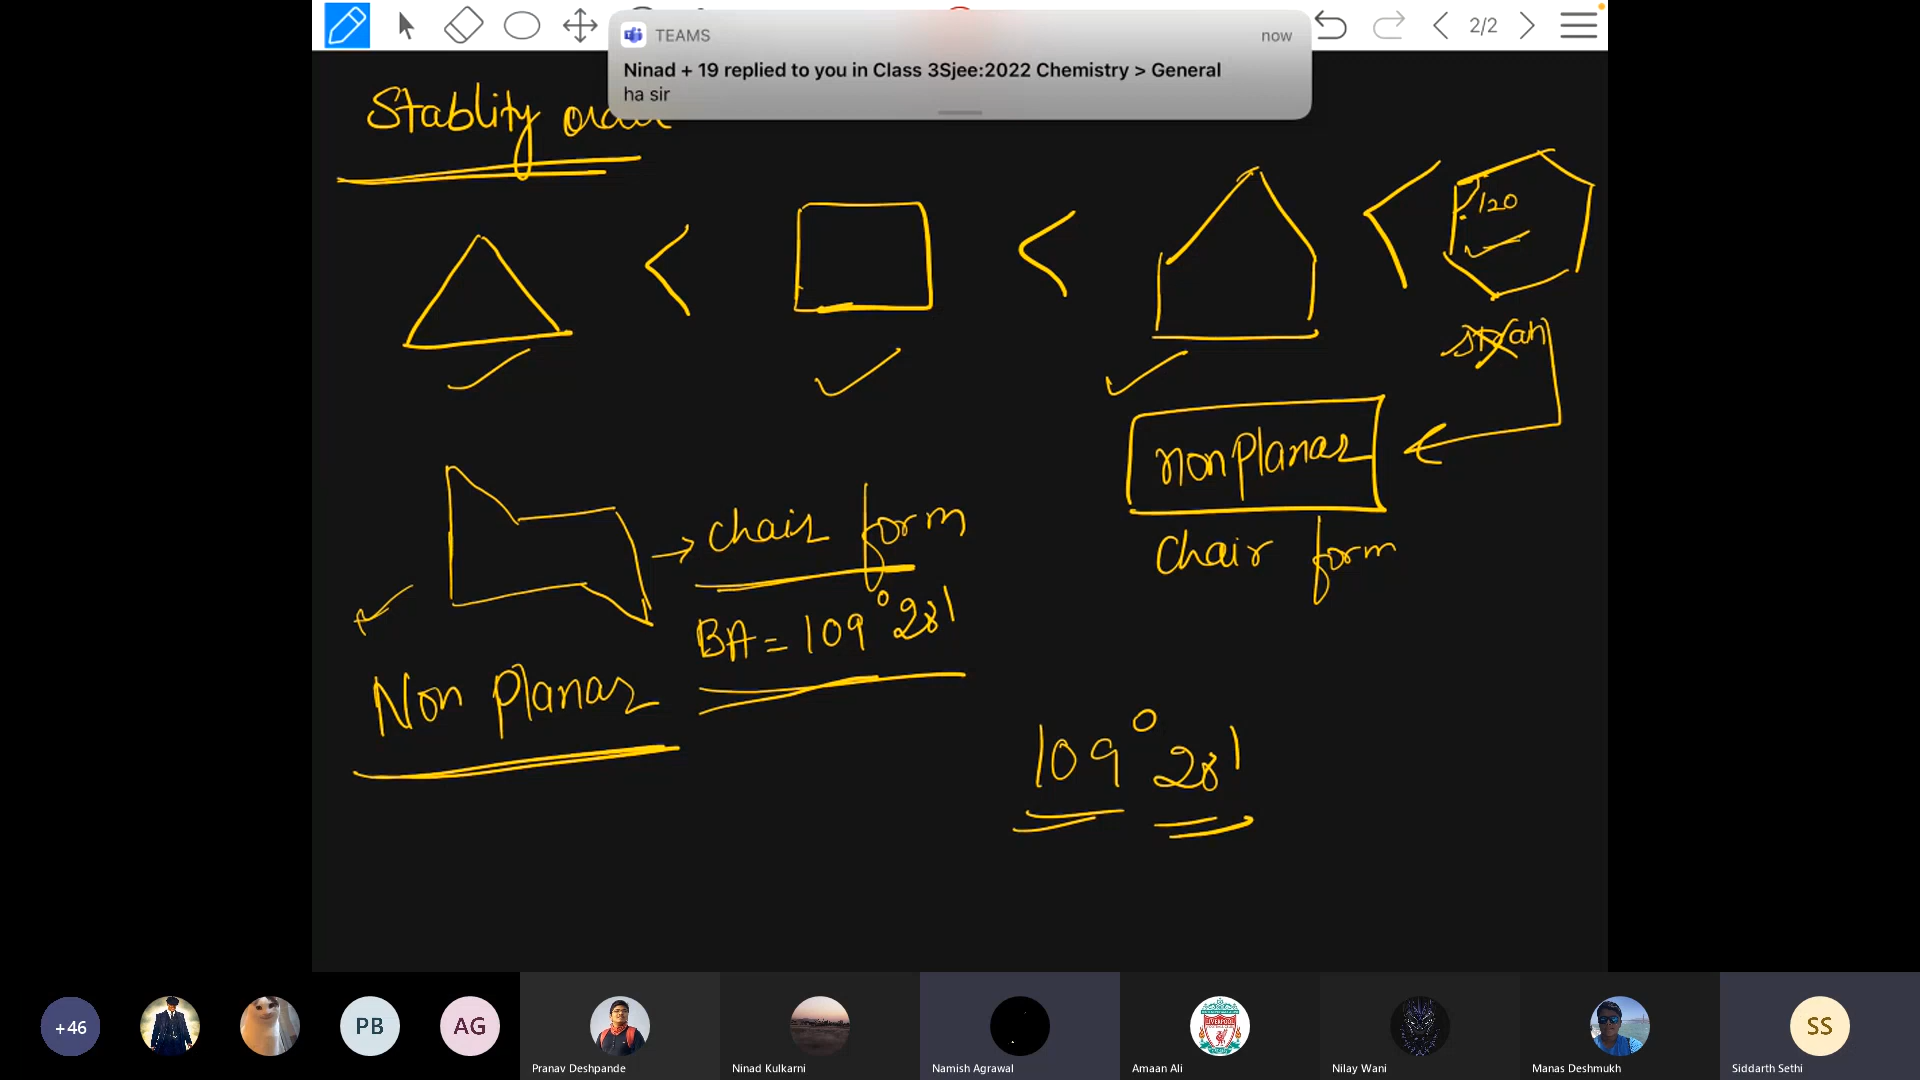 2/2
TEAMS
now
Ninad + 19 replied to you in Class 3Sjee:2022 Chemistry > General
ha sir
Stablity order
< < <
120
nonplanar
Chair form
→ chair form
BA = 109°28'
Non planar
109° 28'
+46
PB
AG
SS
Pranav Deshpande
Ninad Kulkarni
Namish Agrawal
Amaan Ali
Nilay Wani
Manas Deshmukh
Siddarth Sethi